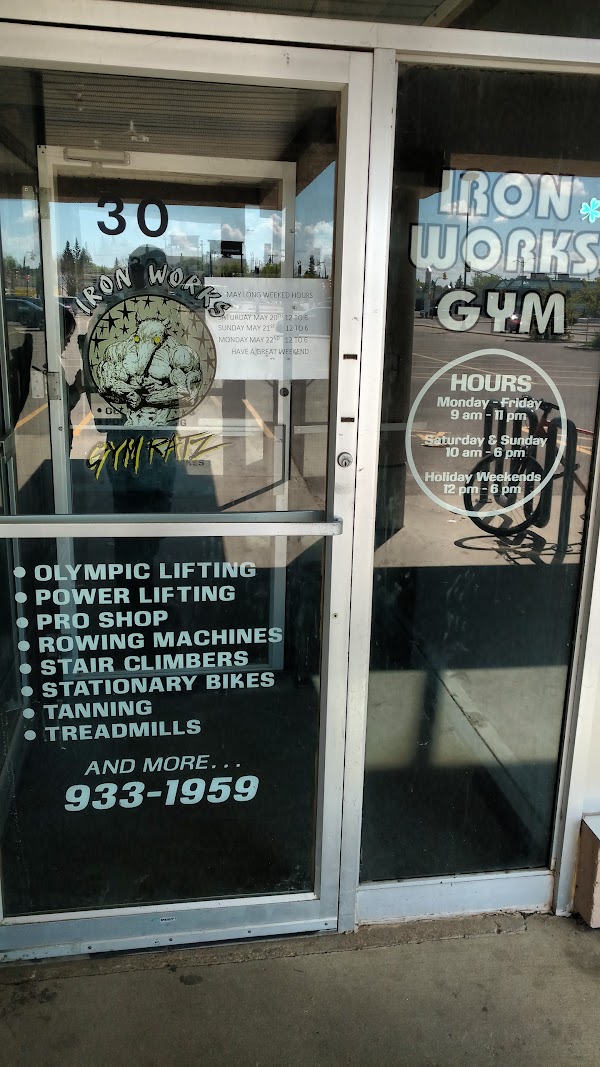 30
IRON WORKS
GYM RATZ
MAY LONG WEEKED HOURS
SATURDAY MAY 20TH 12 TO 6
SUNDAY MAY 21ST 12 TO 6
MONDAY MAY 22ND 12 TO 6
HAVE A GREAT WEEKEND
• OLYMPIC LIFTING
• POWER LIFTING
• PRO SHOP
• ROWING MACHINES
• STAIR CLIMBERS
• STATIONARY BIKES
• TANNING
• TREADMILLS
AND MORE...
933-1959
IRON
WORKS
GYM
HOURS
Monday - Friday
9 am - 11 pm
Saturday & Sunday
10 am - 6 pm
Holiday Weekends
12 pm - 6 pm